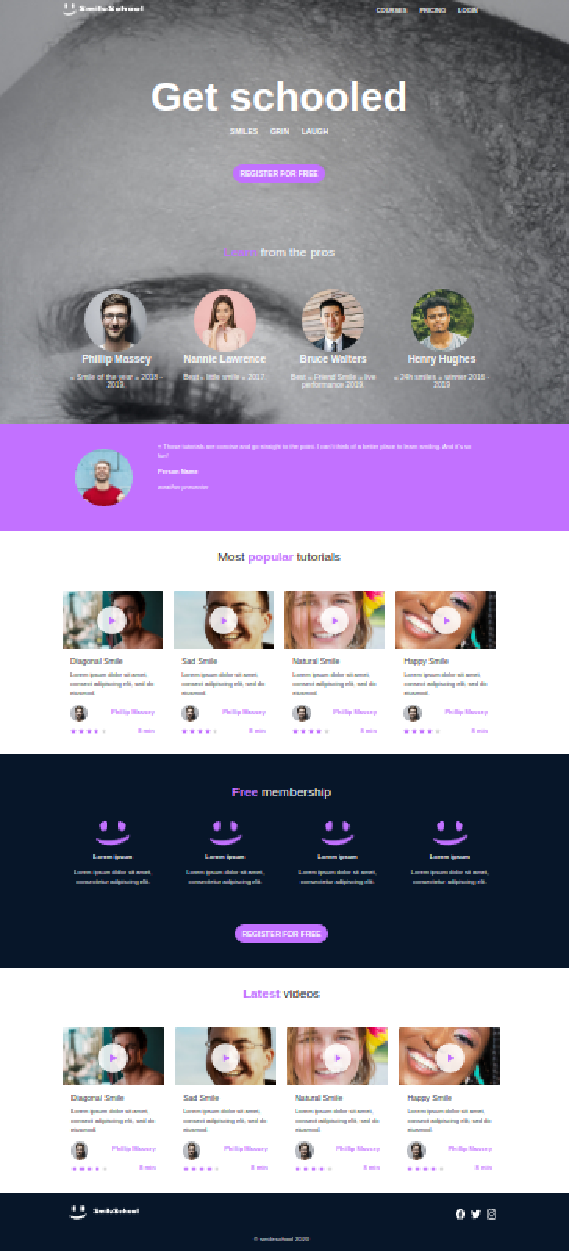 SmileSchool
COURSES PRICING LOGIN
Get schooled
SMILES GRIN LAUGH
REGISTER FOR FREE
Learn from the pros
Phillip Massey Nannie Lawrence Bruce Walters Henry Hughes
« Smile of the year » 2018 - Best « little smile » 2017. Best « Friend Smile » live « 24h smiles » winner 2016 -
2019. performance 2019. 2019
« These tutorials are concise and go straight to the point. I can't think of a better place to learn smiling. And it's so
fun!
Person Name
Most popular tutorials
Diagonal Smile Sad Smile Natural Smile Happy Smile
Lorem ipsum dolor sit amet, Lorem ipsum dolor sit amet, Lorem ipsum dolor sit amet, Lorem ipsum dolor sit amet,
consect adipiscing elit, sed do consect adipiscing elit, sed do consect adipiscing elit, sed do consect adipiscing elit, sed do
eiusmod. eiusmod. eiusmod. eiusmod.
Phillip Massey Phillip Massey Phillip Massey Phillip Massey
8 min 8 min 8 min 8 min
Free membership
Lorem ipsum Lorem ipsum Lorem ipsum Lorem ipsum
Lorem ipsum dolor sit amet, Lorem ipsum dolor sit amet, Lorem ipsum dolor sit amet, Lorem ipsum dolor sit amet,
consectetur adipiscing elit. consectetur adipiscing elit. consectetur adipiscing elit. consectetur adipiscing elit.
REGISTER FOR FREE
Latest videos
Diagonal Smile Sad Smile Natural Smile Happy Smile
Lorem ipsum dolor sit amet, Lorem ipsum dolor sit amet, Lorem ipsum dolor sit amet, Lorem ipsum dolor sit amet,
consect adipiscing elit, sed do consect adipiscing elit, sed do consect adipiscing elit, sed do consect adipiscing elit, sed do
eiusmod. eiusmod. eiusmod. eiusmod.
Phillip Massey Phillip Massey Phillip Massey Phillip Massey
8 min 8 min 8 min 8 min
SmileSchool
© smileschool 2020